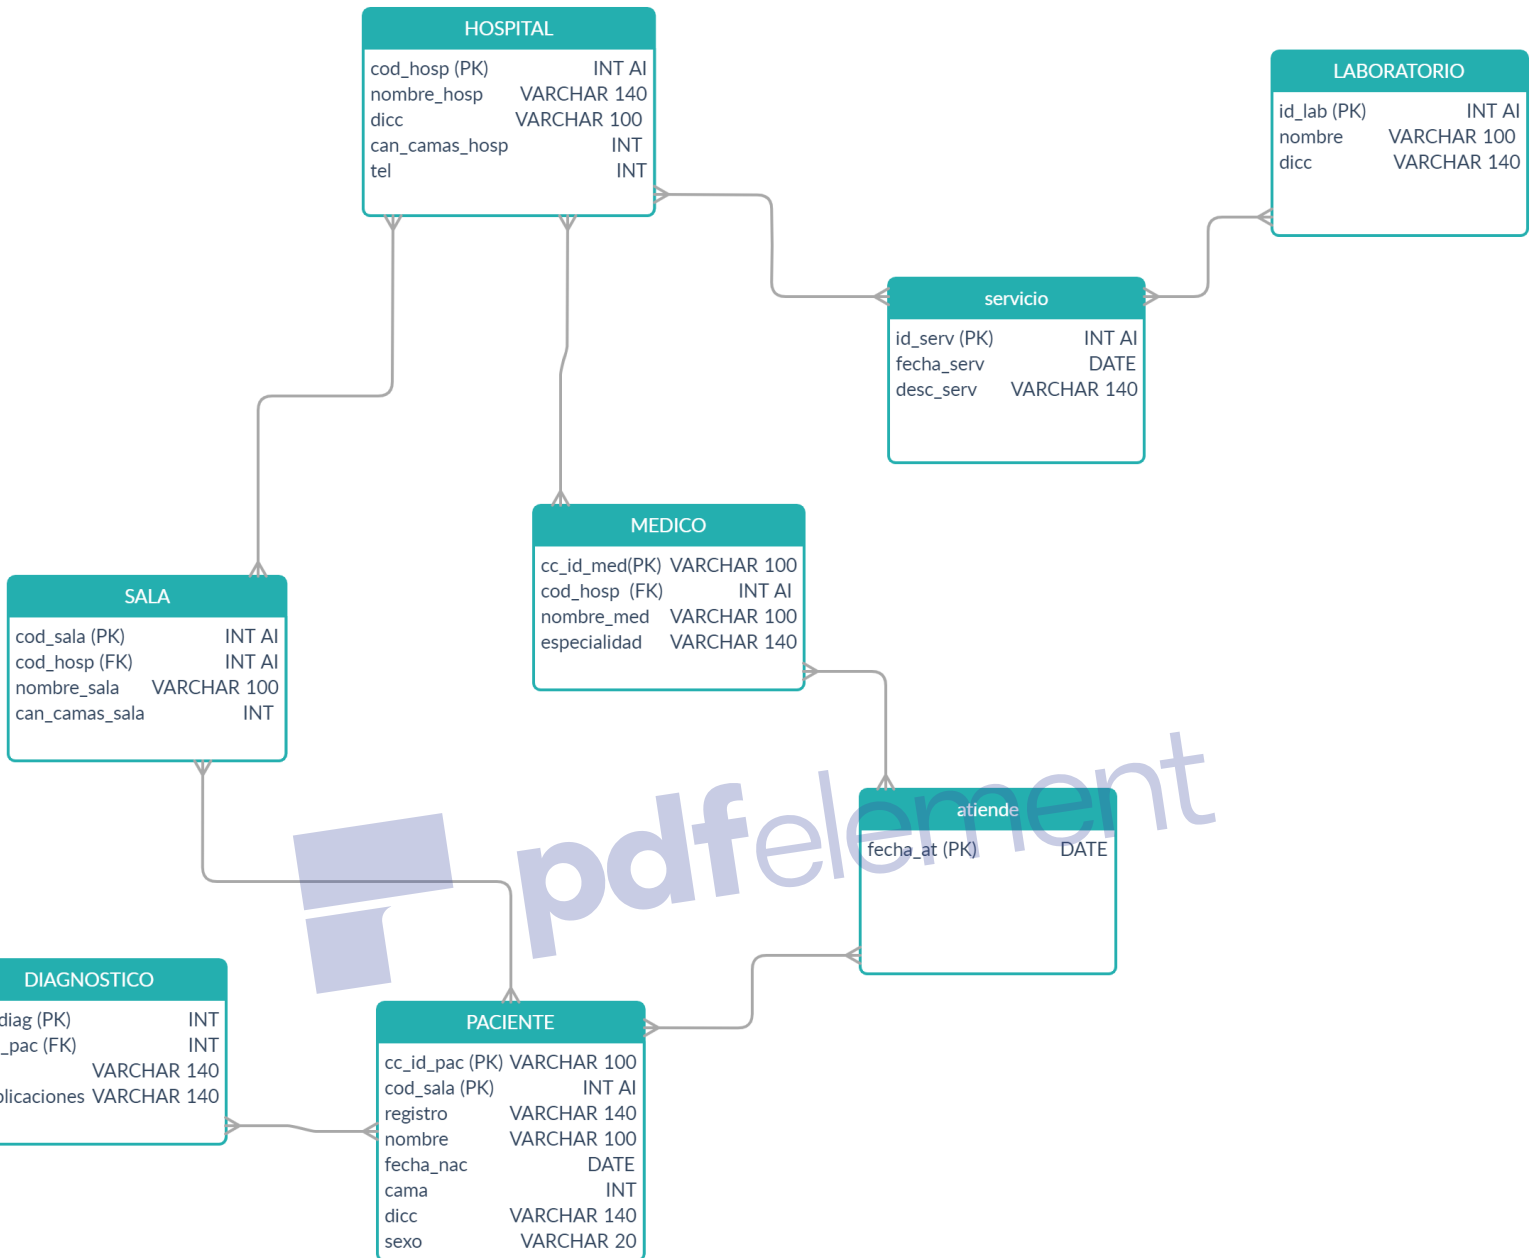 HOSPITAL
cod_hosp (PK) INT AI
nombre_hosp VARCHAR 140
dicc VARCHAR 100
can_camas_hosp INT
tel INT
LABORATORIO
id_lab (PK) INT AI
nombre VARCHAR 100
dicc VARCHAR 140
servicio
id_serv (PK) INT AI
fecha_serv DATE
desc_serv VARCHAR 140
MEDICO
cc_id_med(PK) VARCHAR 100
cod_hosp (FK) INT AI
nombre_med VARCHAR 100
especialidad VARCHAR 140
SALA
cod_sala (PK) INT AI
cod_hosp (FK) INT AI
nombre_sala VARCHAR 100
can_camas_sala INT
pdfelement
atiende
fecha_at (PK) DATE
DIAGNOSTICO
diag (PK) INT
_pac (FK) INT
VARCHAR 140
plicaciones VARCHAR 140
PACIENTE
cc_id_pac (PK) VARCHAR 100
cod_sala (PK) INT AI
registro VARCHAR 140
nombre VARCHAR 100
fecha_nac DATE
cama INT
dicc VARCHAR 140
sexo VARCHAR 20